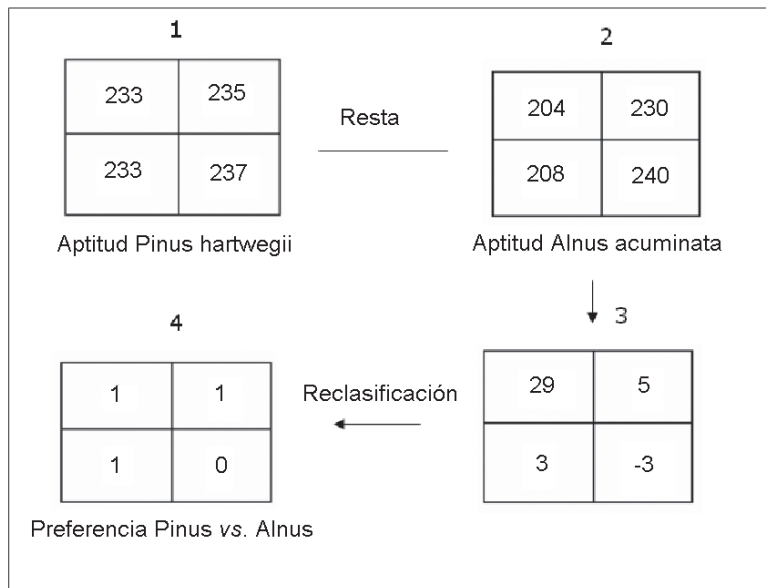 1
233 235
233 237
Aptitud Pinus hartwegii
Resta
2
204 230
208 240
Aptitud Alnus acuminata
3
29 5
3 -3
Reclasificación
4
1 1
1 0
Preferencia Pinus vs. Alnus